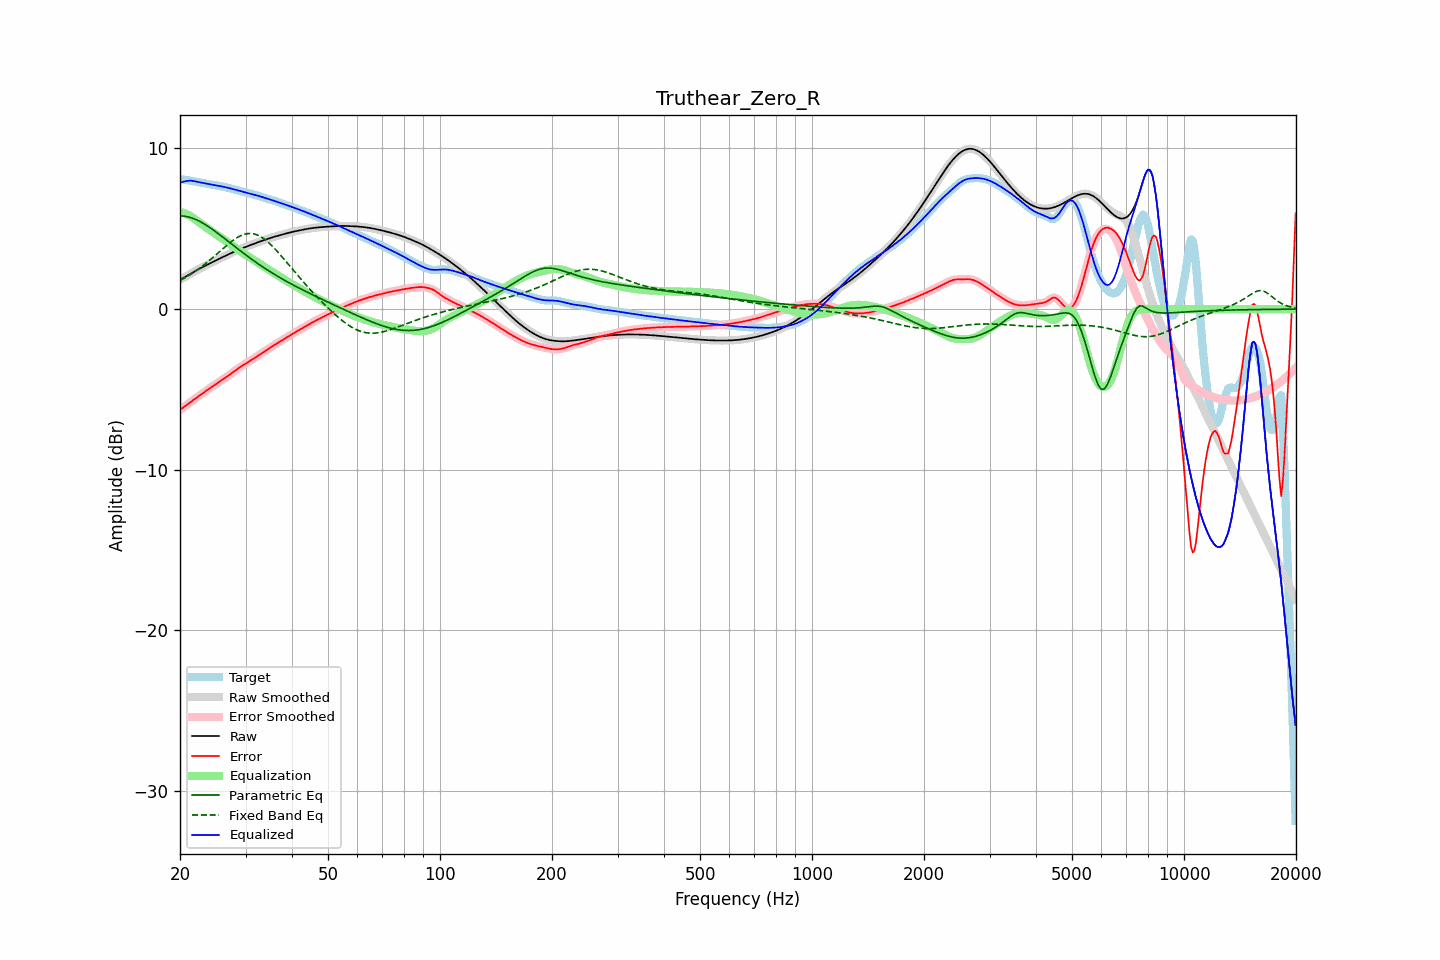 Truthear_Zero_R
10
0
−10
−20
−30
Amplitude (dBr)
20
50
100
200
500
1000
2000
5000
10000
20000
Frequency (Hz)
Target
Raw Smoothed
Error Smoothed
Raw
Error
Equalization
Parametric Eq
Fixed Band Eq
Equalized